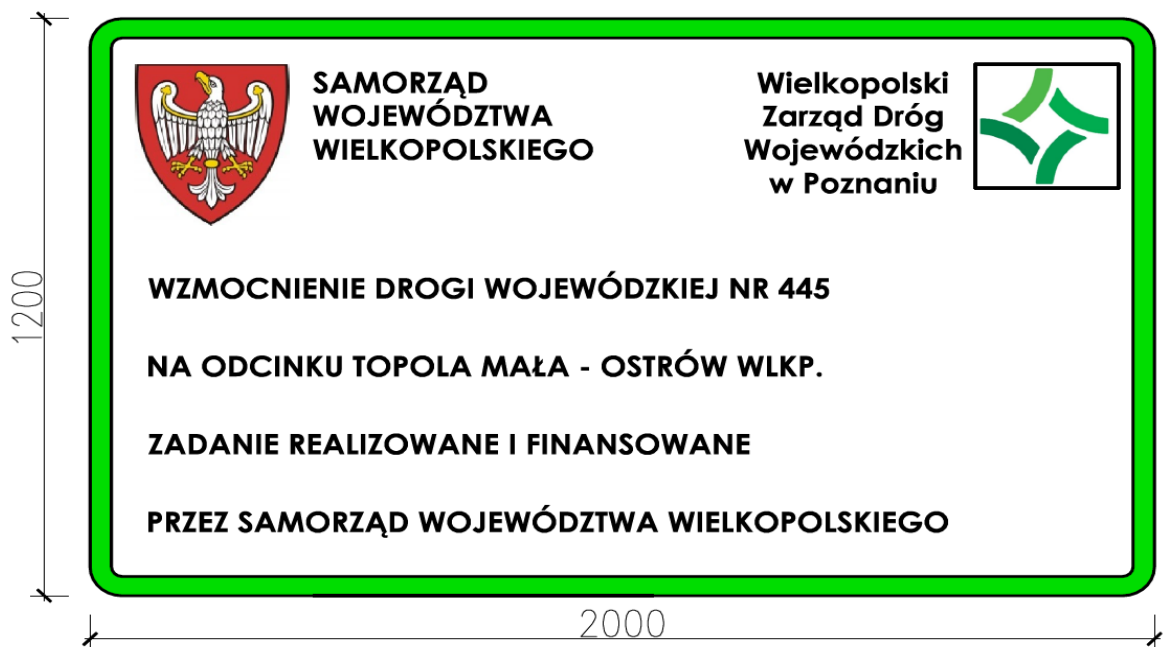 SAMORZĄD
WOJEWÓDZTWA
WIELKOPOLSKIEGO
Wielkopolski
Zarząd Dróg
Wojewódzkich
w Poznaniu
WZMOCNIENIE DROGI WOJEWÓDZKIEJ NR 445
NA ODCINKU TOPOLA MAŁA - OSTRÓW WLKP.
ZADANIE REALIZOWANE I FINANSOWANE
PRZEZ SAMORZĄD WOJEWÓDZTWA WIELKOPOLSKIEGO
1200
2000